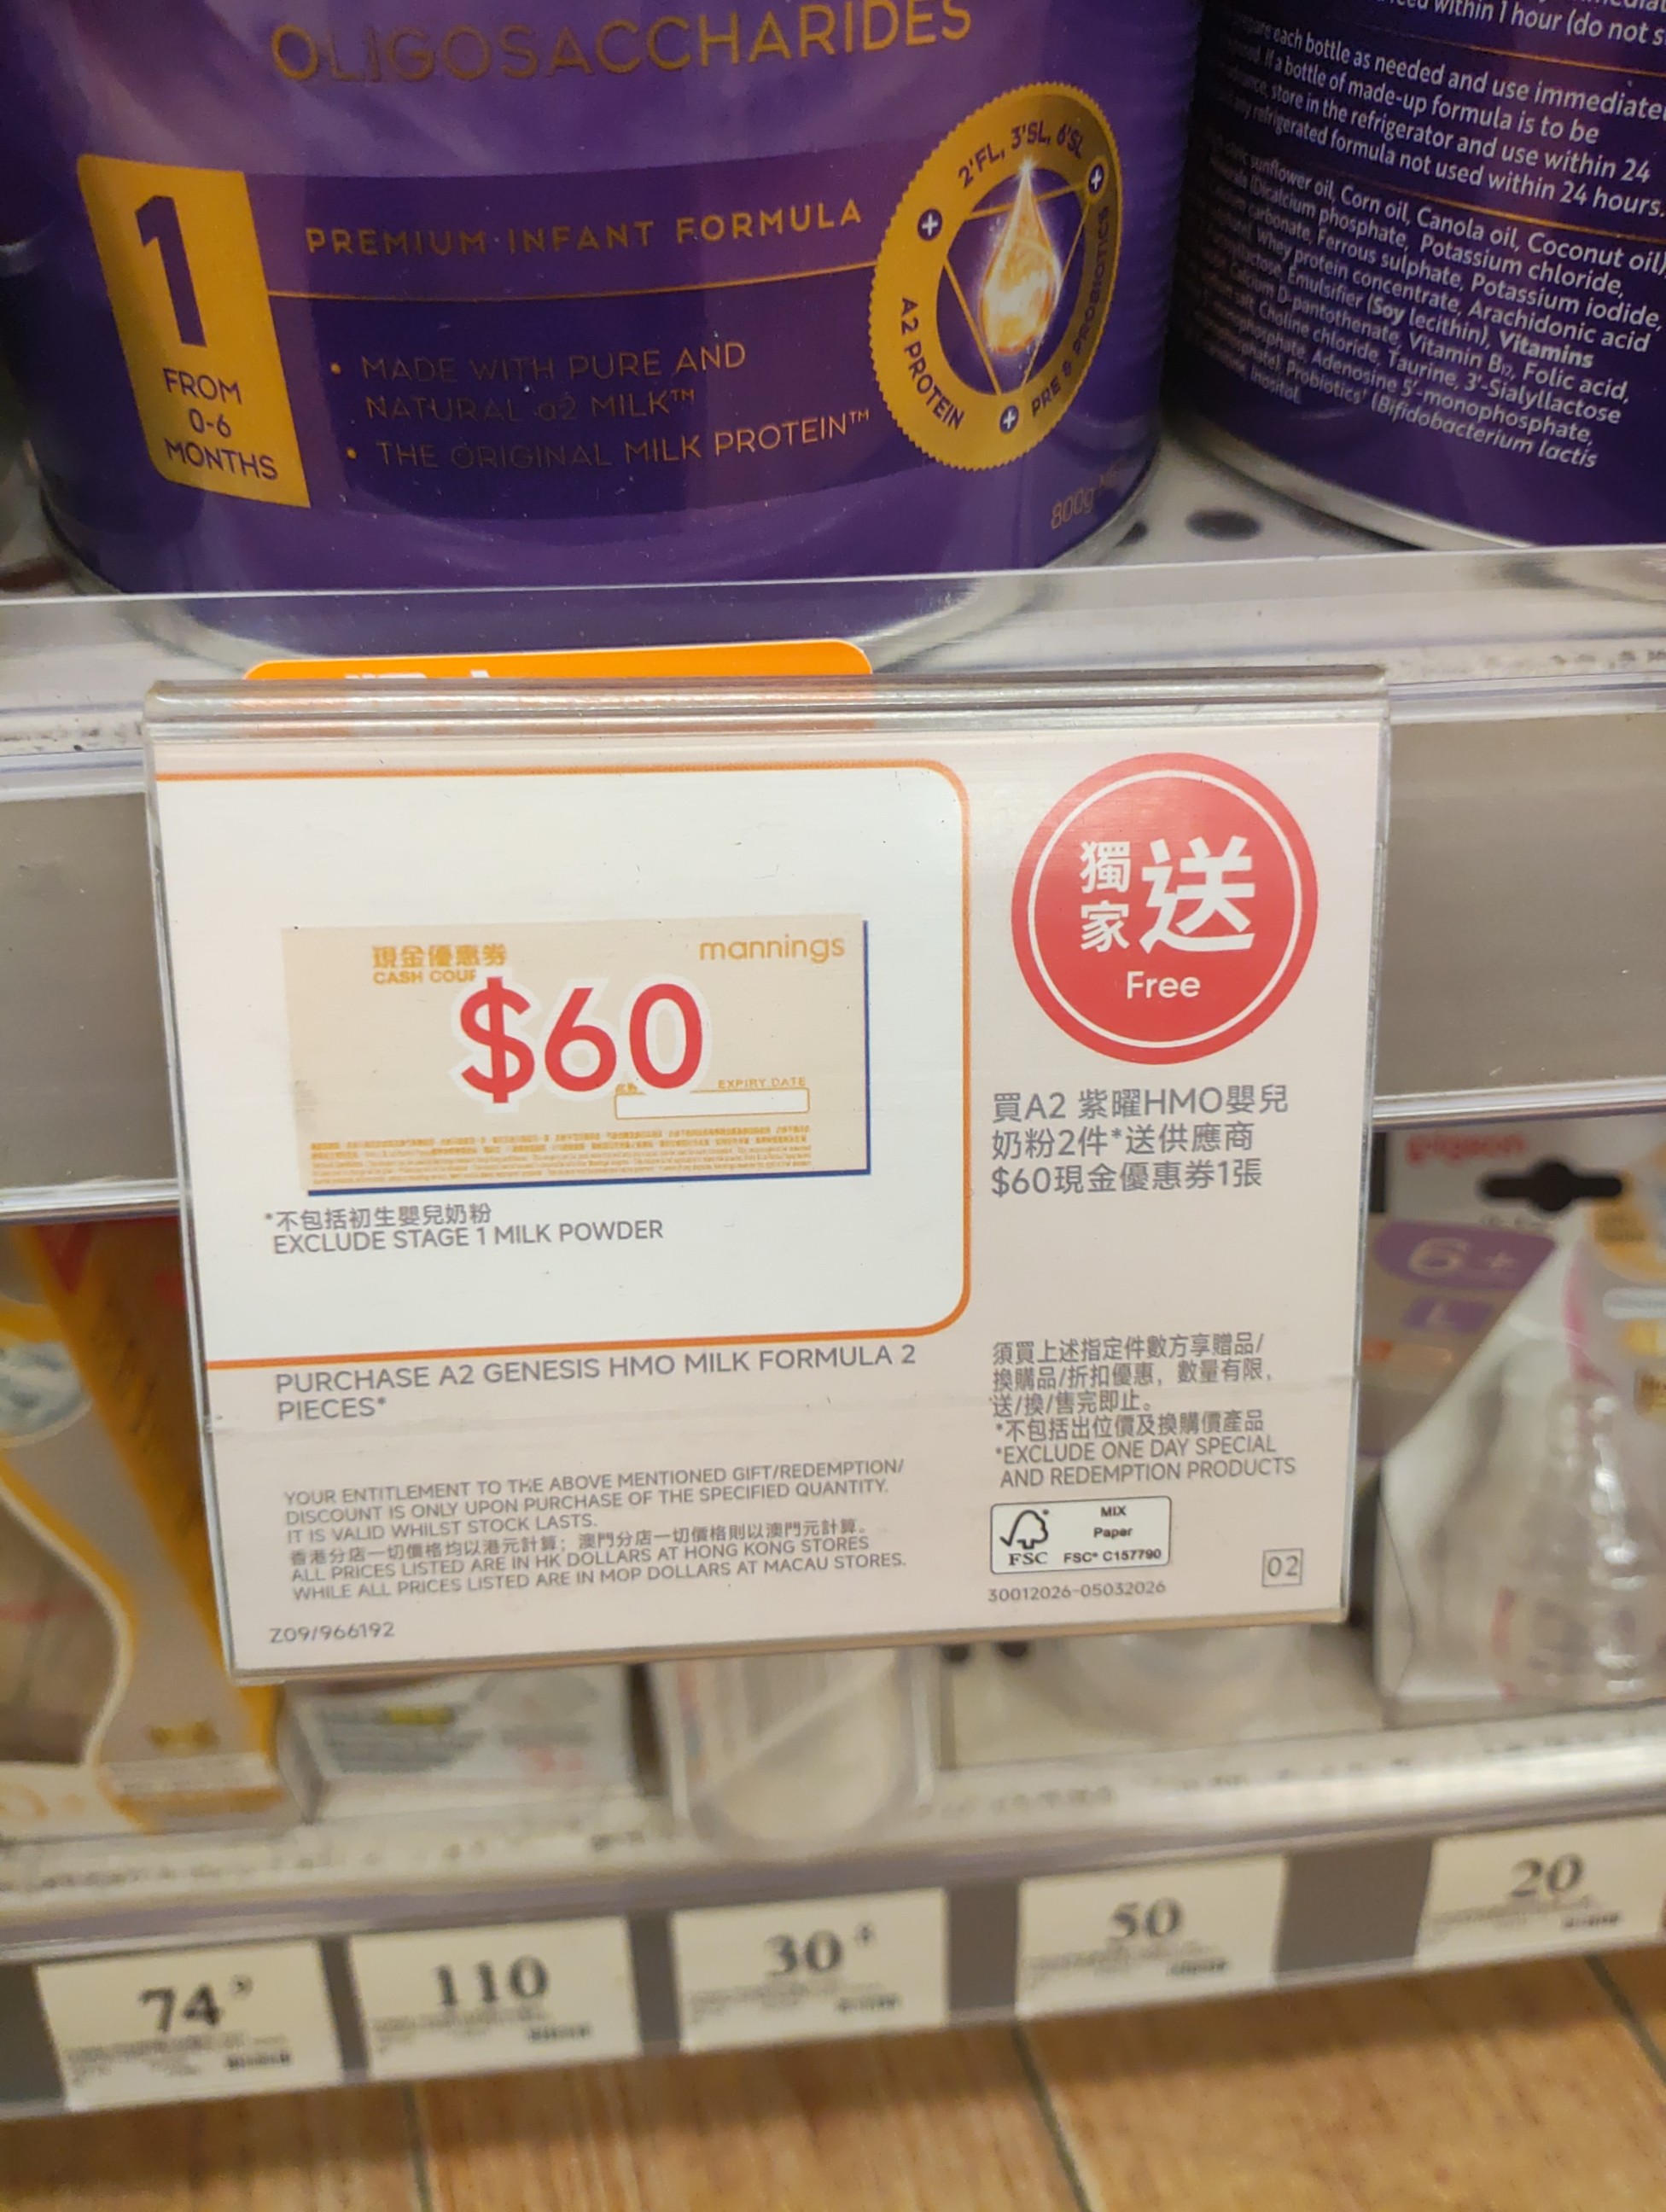 OLIGOSACCHARIDES
1
FROM
0-6
MONTHS
PREMIUM INFANT FORMULA
• MADE WITH PURE AND
NATURAL a2 MILK™
• THE ORIGINAL MILK PROTEIN™
2'FL, 3'SL, 6'SL
A2 PROTEIN
PRE & PROBIOTICS
800g
within 1 hour (do not
each bottle as needed and use immediately
If a bottle of made-up formula is to be
store in the refrigerator and use within 24
refrigerated formula not used within 24 hours.
sunflower oil, Corn oil, Canola oil, Coconut oil)
(Dicalcium phosphate, Potassium chloride,
carbonate, Ferrous sulphate, Potassium iodide,
Whey protein concentrate, Arachidonic acid
Emulsifier (Soy lecithin), Vitamins
D-pantothenate, Vitamin B12, Folic acid,
Choline chloride, Taurine, 3'-Sialyllactose
Adenosine 5'-monophosphate,
Probiotics (Bifidobacterium lactis
Inositol
現金優惠券
mannings
CASH COUP
$60
EXPIRY DATE
*不包括初生嬰兒奶粉
EXCLUDE STAGE 1 MILK POWDER
獨家送
Free
買A2 紫曜HMO嬰兒
奶粉2件*送供應商
$60現金優惠券1張
PURCHASE A2 GENESIS HMO MILK FORMULA 2
PIECES*
須買上述指定件數方享贈品/
換購品/折扣優惠，數量有限，
送/換/售完即止。
*不包括出位價及換購價產品
*EXCLUDE ONE DAY SPECIAL
AND REDEMPTION PRODUCTS
YOUR ENTITLEMENT TO THE ABOVE MENTIONED GIFT/REDEMPTION/
DISCOUNT IS ONLY UPON PURCHASE OF THE SPECIFIED QUANTITY.
IT IS VALID WHILST STOCK LASTS.
香港分店一切價格均以港元計算；澳門分店一切價格則以澳門元計算。
ALL PRICES LISTED ARE IN HK DOLLARS AT HONG KONG STORES
WHILE ALL PRICES LISTED ARE IN MOP DOLLARS AT MACAU STORES.
FSC
MIX
Paper
FSC® C157790
30012026-05032026
02
Z09/966192
pigeon
6+
L
74.9
110
30
50
20